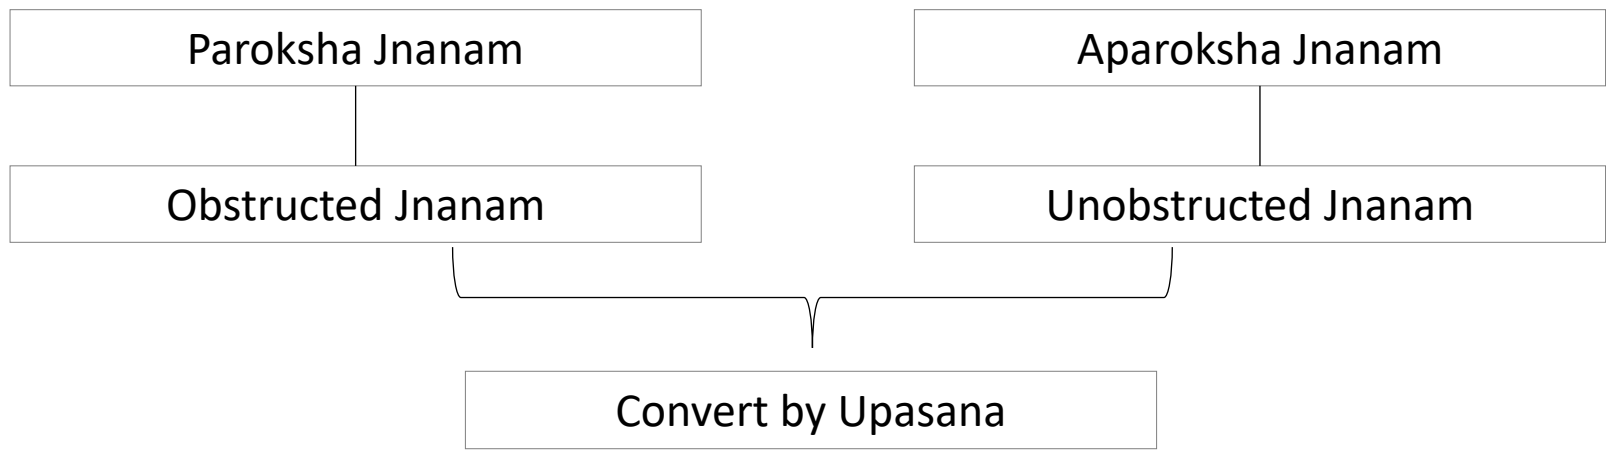 Paroksha Jnanam
Aparoksha Jnanam
Obstructed Jnanam
Unobstructed Jnanam
Convert by Upasana